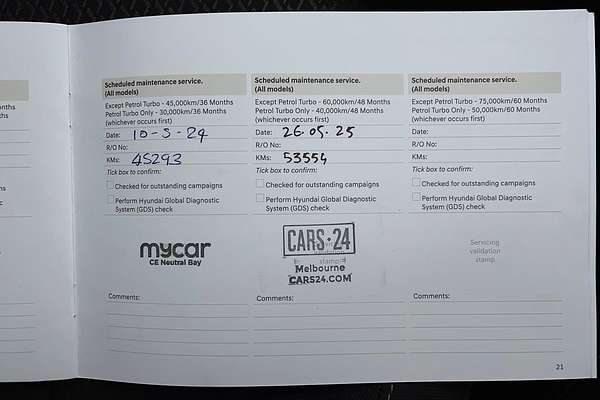 Scheduled maintenance service.
(All models)
Except Petrol Turbo - 45,000km/36 Months
Petrol Turbo Only - 30,000km/36 Months
(whichever occurs first)
Date: 10-5-24
R/O No:
KMs: 45293
Tick box to confirm:
Checked for outstanding campaigns
Perform Hyundai Global Diagnostic
System (GDS) check
mycar
CE Neutral Bay
Comments:
Scheduled maintenance service.
(All models)
Except Petrol Turbo - 60,000km/48 Months
Petrol Turbo Only - 40,000km/48 Months
(whichever occurs first)
Date: 26.05.25
R/O No:
KMs: 53554
Tick box to confirm:
Checked for outstanding campaigns
Perform Hyundai Global Diagnostic
System (GDS) check
CARS·24
stamp.
Melbourne
CARS24.COM
Comments:
Scheduled maintenance service.
(All models)
Except Petrol Turbo - 75,000km/60 Months
Petrol Turbo Only - 50,000km/60 Months
(whichever occurs first)
Date:
R/O No:
KMs:
Tick box to confirm:
Checked for outstanding campaigns
Perform Hyundai Global Diagnostic
System (GDS) check
Servicing
validation
stamp.
Comments:
21